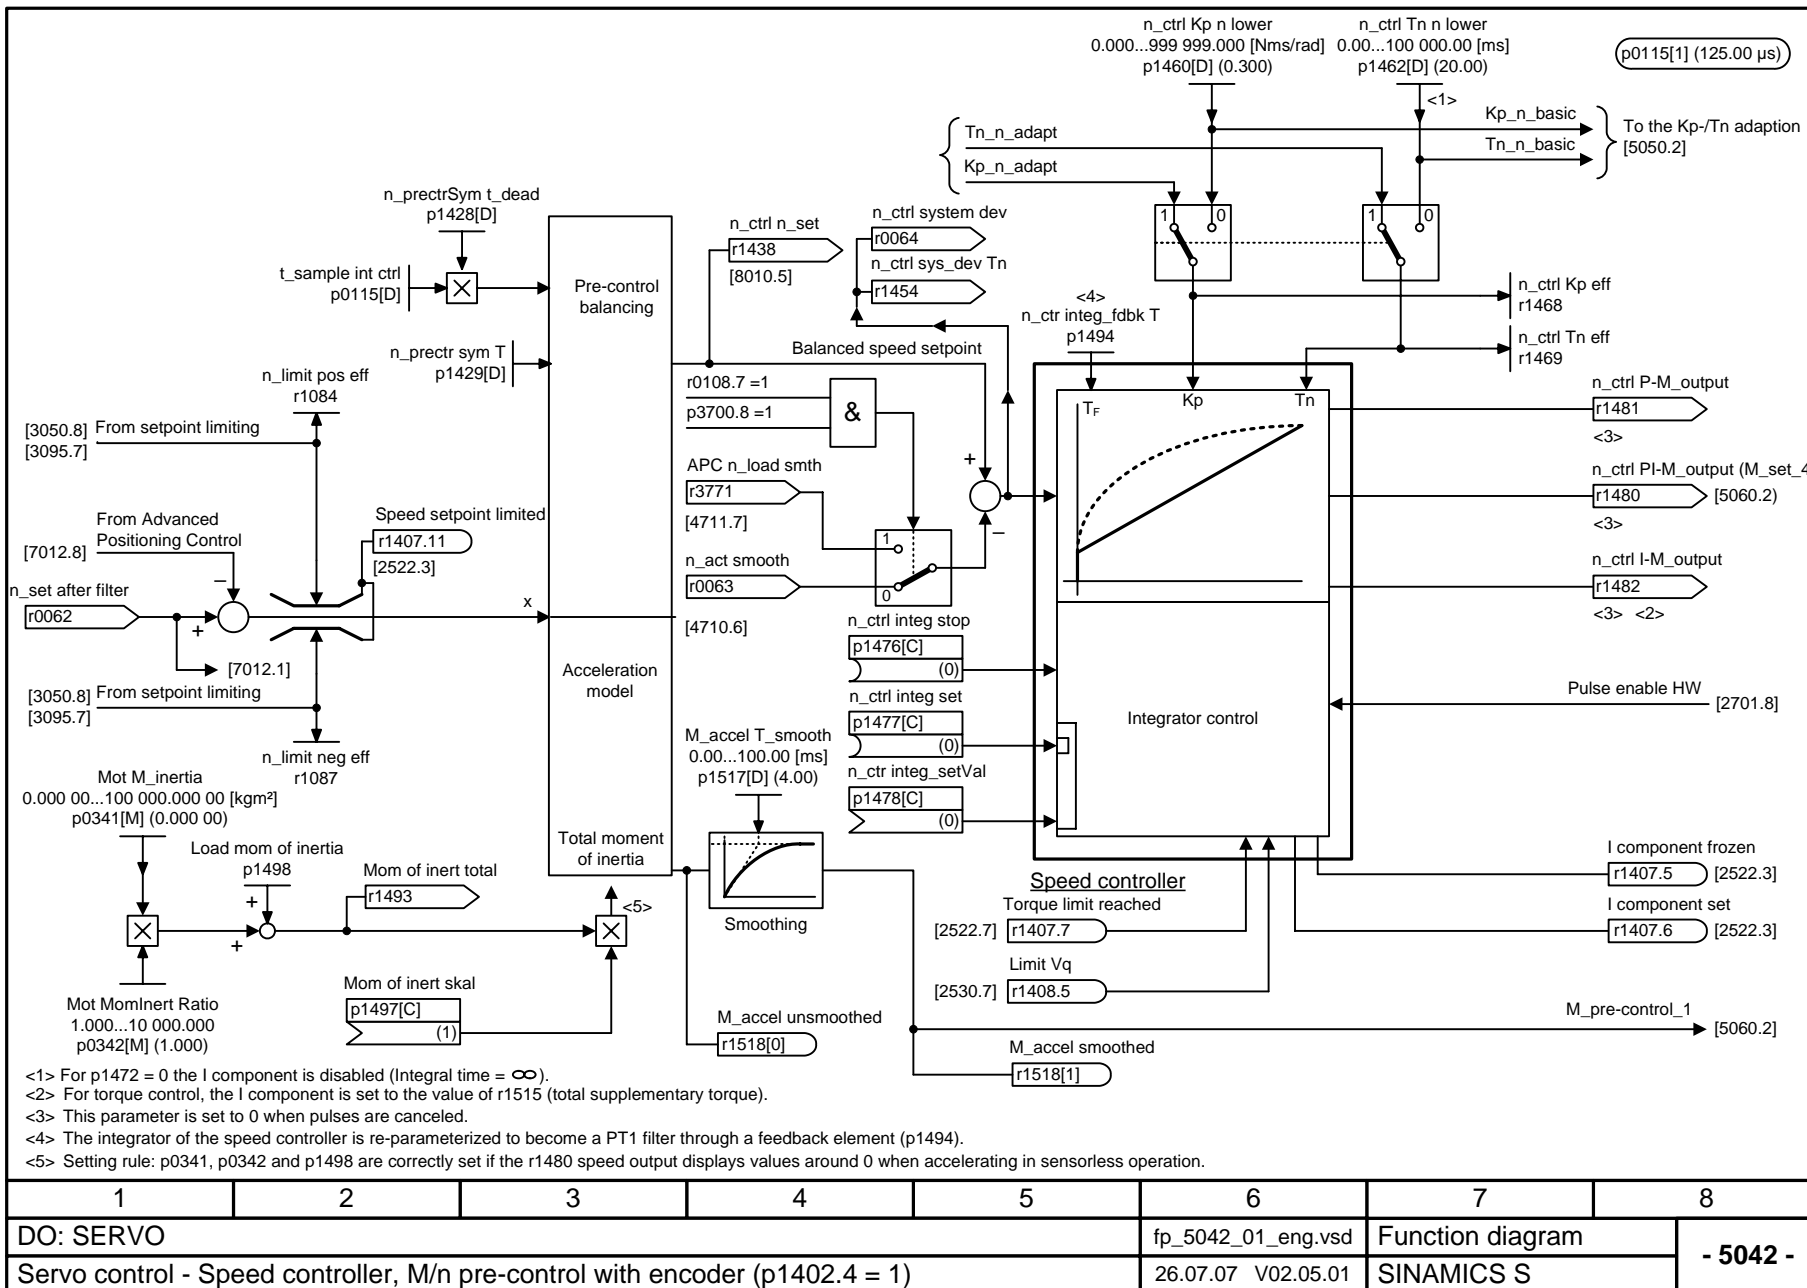 n_ctrl Kp n lower
0.000...999 999.000 [Nms/rad]
p1460[D] (0.300)
n_ctrl Tn n lower
0.00...100 000.00 [ms]
p1462[D] (20.00)
<1>
p0115[1] (125.00 µs)
Kp_n_basic
Tn_n_basic
To the Kp-/Tn adaption
[5050.2]
Tn_n_adapt
Kp_n_adapt
1
0
1
0
n_prectrSym t_dead
p1428[D]
t_sample int ctrl
p0115[D]
n_prectr sym T
p1429[D]
Pre-control
balancing
n_ctrl n_set
r1438
[8010.5]
n_ctrl system dev
r0064
n_ctrl sys_dev Tn
r1454
<4>
n_ctr integ_fdbk T
p1494
n_ctrl Kp eff
r1468
n_ctrl Tn eff
r1469
Balanced speed setpoint
r0108.7 =1
p3700.8 =1
&
n_limit pos eff
r1084
[3050.8]
[3095.7]
From setpoint limiting
APC n_load smth
r3771
[4711.7]
+
–
1
0
n_act smooth
r0063
TF
Kp
Tn
n_ctrl P-M_output
r1481
<3>
n_ctrl PI-M_output (M_set_4
r1480
[5060.2)
<3>
n_ctrl I-M_output
r1482
<3> <2>
From Advanced
Positioning Control
[7012.8]
Speed setpoint limited
r1407.11
[2522.3]
n_set after filter
r0062
–
+
x
[7012.1]
[4710.6]
n_ctrl integ stop
p1476[C]
(0)
n_ctrl integ set
p1477[C]
(0)
n_ctr integ_setVal
p1478[C]
(0)
Integrator control
Pulse enable HW
[2701.8]
[3050.8]
[3095.7]
From setpoint limiting
n_limit neg eff
r1087
Acceleration
model
Total moment
of inertia
M_accel T_smooth
0.00...100.00 [ms]
p1517[D] (4.00)
Smoothing
Mot M_inertia
0.000 00...100 000.000 00 [kgm²]
p0341[M] (0.000 00)
Load mom of inertia
p1498
+
+
Mom of inert total
r1493
<5>
Mot MomInert Ratio
1.000...10 000.000
p0342[M] (1.000)
Mom of inert skal
p1497[C]
(1)
Speed controller
Torque limit reached
[2522.7]
r1407.7
Limit Vq
[2530.7]
r1408.5
I component frozen
r1407.5
[2522.3]
I component set
r1407.6
[2522.3]
M_accel unsmoothed
r1518[0]
M_accel smoothed
r1518[1]
M_pre-control_1
[5060.2]
<1> For p1472 = 0 the I component is disabled (Integral time = ∞).
<2> For torque control, the I component is set to the value of r1515 (total supplementary torque).
<3> This parameter is set to 0 when pulses are canceled.
<4> The integrator of the speed controller is re-parameterized to become a PT1 filter through a feedback element (p1494).
<5> Setting rule: p0341, p0342 and p1498 are correctly set if the r1480 speed output displays values around 0 when accelerating in sensorless operation.
1 2 3 4 5 6 7 8
DO: SERVO
fp_5042_01_eng.vsd
Function diagram
- 5042 -
Servo control - Speed controller, M/n pre-control with encoder (p1402.4 = 1)
26.07.07 V02.05.01
SINAMICS S